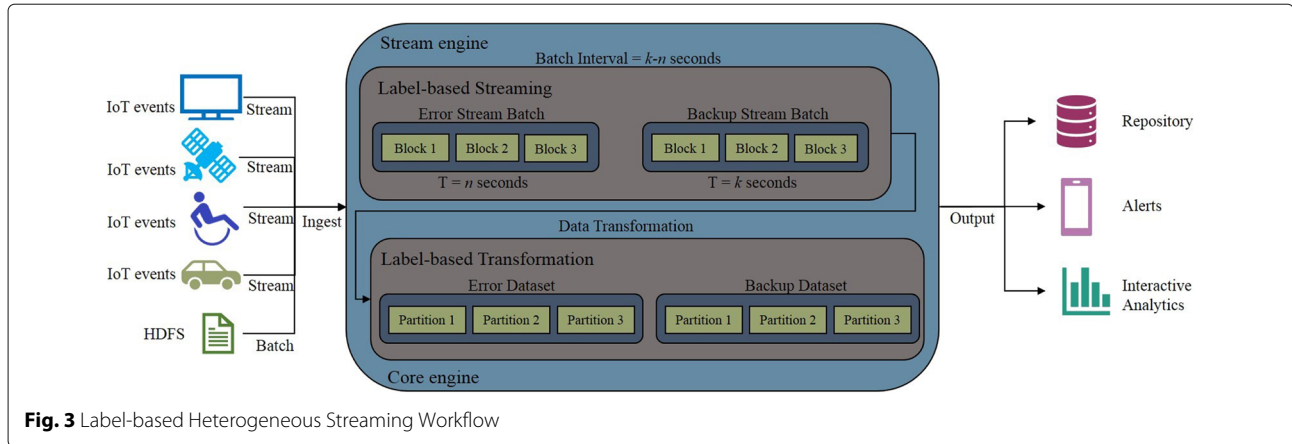 IoT events
Stream
IoT events
Stream
IoT events
Stream
IoT events
Stream
HDFS
Batch
Ingest
Stream engine
Batch Interval = k-n seconds
Label-based Streaming
Error Stream Batch
Block 1 Block 2 Block 3
T = n seconds
Backup Stream Batch
Block 1 Block 2 Block 3
T = k seconds
Data Transformation
Label-based Transformation
Error Dataset
Partition 1 Partition 2 Partition 3
Backup Dataset
Partition 1 Partition 2 Partition 3
Core engine
Output
Repository
Alerts
Interactive
Analytics
Fig. 3 Label-based Heterogeneous Streaming Workflow